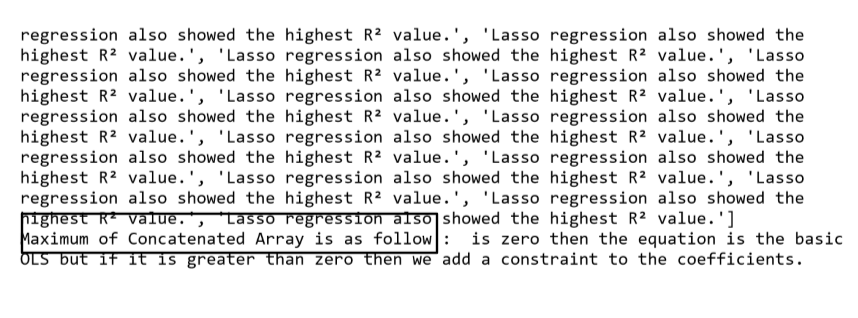 regression also showed the highest R² value.', 'Lasso regression also showed the
highest R² value.', 'Lasso regression also showed the highest R² value.', 'Lasso
regression also showed the highest R² value.', 'Lasso regression also showed the
highest R² value.', 'Lasso regression also showed the highest R² value.', 'Lasso
regression also showed the highest R² value.', 'Lasso regression also showed the
highest R² value.', 'Lasso regression also showed the highest R² value.', 'Lasso
regression also showed the highest R² value.', 'Lasso regression also showed the
highest R² value.', 'Lasso regression also showed the highest R² value.', 'Lasso
regression also showed the highest R² value.', 'Lasso regression also showed the
highest R² value.', 'Lasso regression also showed the highest R² value.']
Maximum of Concatenated Array is as follow :  is zero then the equation is the basic
OLS but if it is greater than zero then we add a constraint to the coefficients.